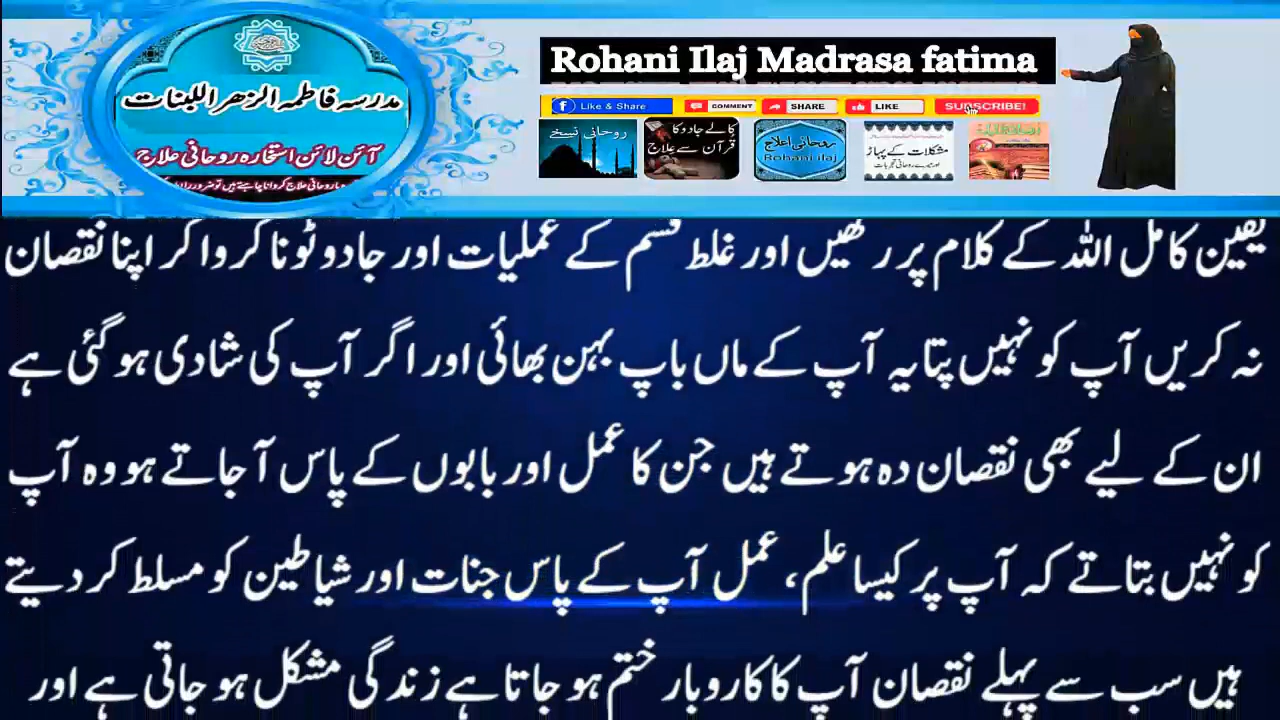 مدرسہ فاطمہ الزھرا للبنات
آئن لائن استخارہ روحانی علاج
Rohani Ilaj Madrasa fatima
Like & Share
COMMENT
SHARE
LIKE
SUBSCRIBE!
روحانی نسخ
کالے جادو کا
قرآن سے علاج
روحانی علاج
Rohani ilaj
مشکلات کے پہاڑ
یقین کامل اللہ کے کلام پر رکھیں اور غلط قسم کے عملیات اور جادو ٹونا کروا کر اپنا نقصان
نہ کریں آپ کو نہیں پتا یہ آپ کے ماں باپ بہن بھائی اور اگر آپ کی شادی ہو گئی ہے
ان کے لیے بھی نقصان دہ ہوتے ہیں جن کا عمل اور بابوں کے پاس آ جاتے ہو وہ آپ
کو نہیں بتاتے کہ آپ پر کیسا علم، عمل آپ کے پاس جنات اور شیاطین کو مسلط کر دیتے
ہیں سب سے پہلے نقصان آپ کا کاروبار ختم ہو جاتا ہے زندگی مشکل ہو جاتی ہے اور